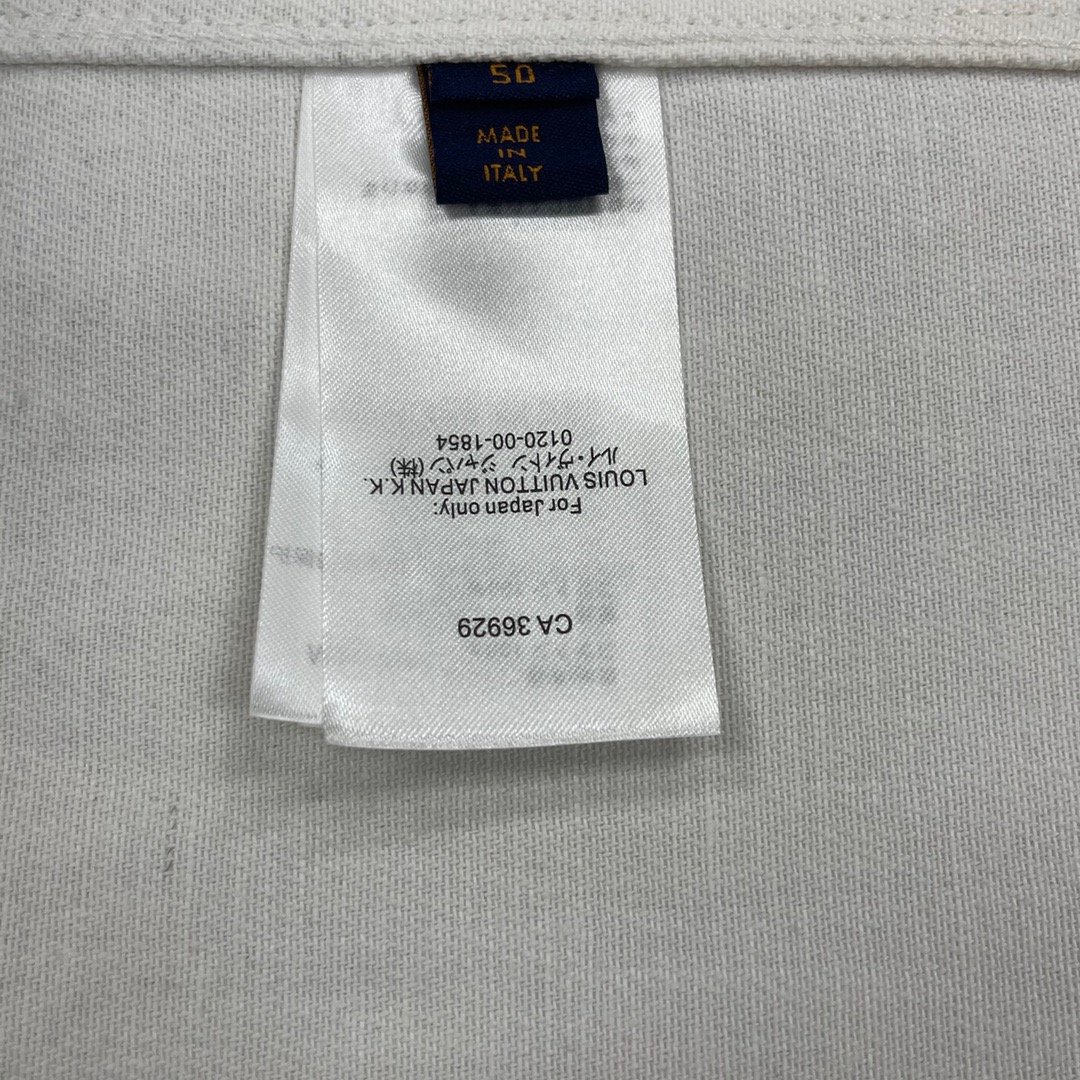 50
MADE
IN
ITALY
CA 36929
For Japan only:
LOUIS VUITTON JAPAN K.K.
ルイ・ヴィトン ジャパン (株)
0120-00-1854